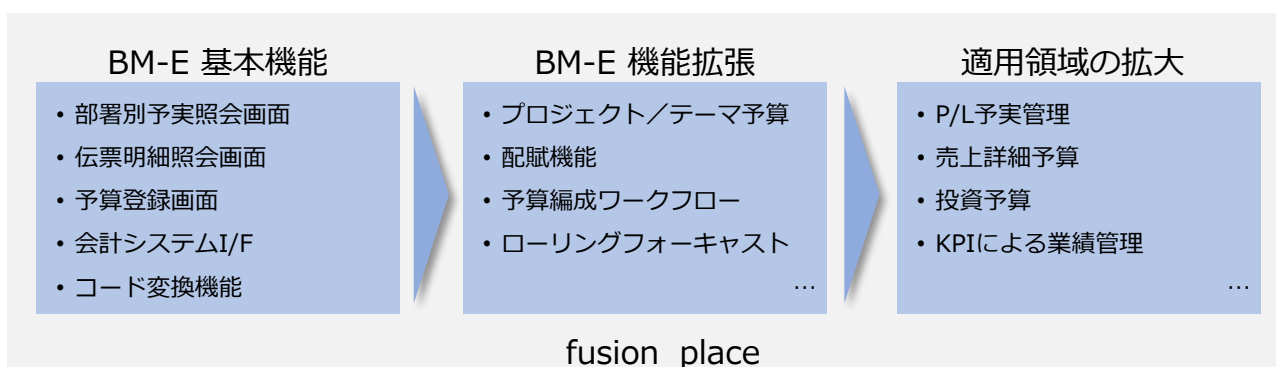 BM-E 基本機能
• 部署別予実照会画面
• 伝票明細照会画面
• 予算登録画面
• 会計システムI/F
• コード変換機能
BM-E 機能拡張
• プロジェクト／テーマ予算
• 配賦機能
• 予算編成ワークフロー
• ローリングフォーキャスト
…
適用領域の拡大
• P/L予実管理
• 売上詳細予算
• 投資予算
• KPIによる業績管理
…
fusion_place